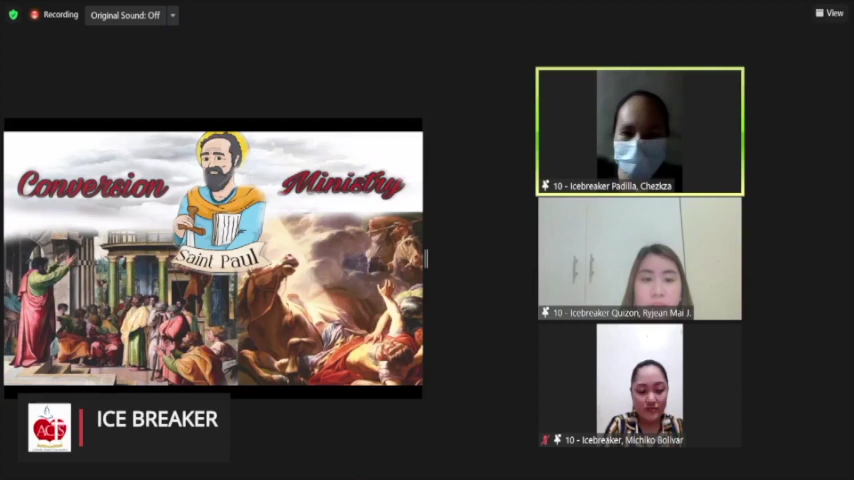 Recording
Original Sound: Off
View
Conversion
Ministry
Saint Paul
10 - Icebreaker Padilla, Chezkza
10 - Icebreaker Quizon, Ryjean Mai J.
10 - Icebreaker, Michiko Bolivar
ICE BREAKER